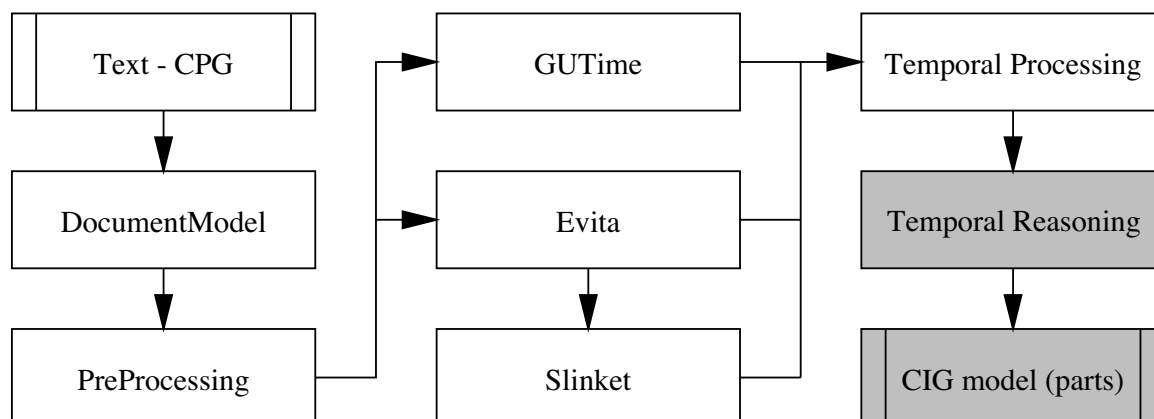 Text - CPG
DocumentModel
PreProcessing
GUTime
Evita
Slinket
Temporal Processing
Temporal Reasoning
CIG model (parts)